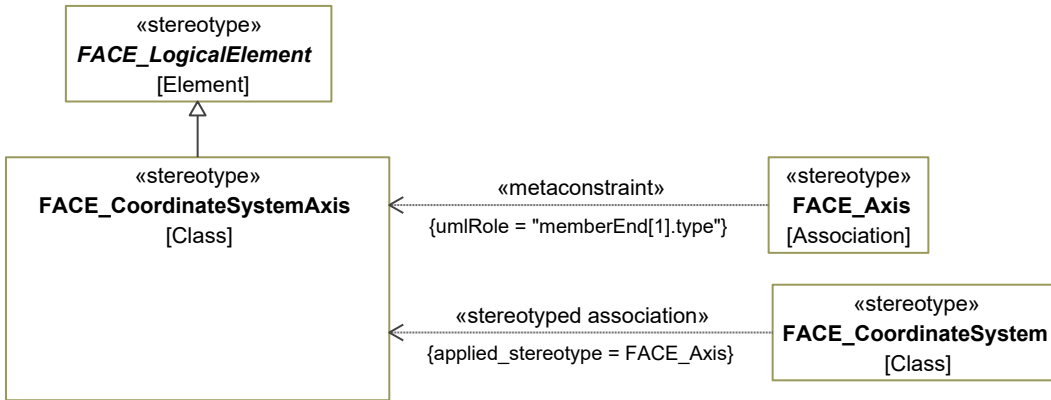 «stereotype»
FACE_LogicalElement
[Element]
«stereotype»
FACE_CoordinateSystemAxis
[Class]
«metaconstraint»
{umlRole = "memberEnd[1].type"}
«stereotype»
FACE_Axis
[Association]
«stereotyped association»
{applied_stereotype = FACE_Axis}
«stereotype»
FACE_CoordinateSystem
[Class]